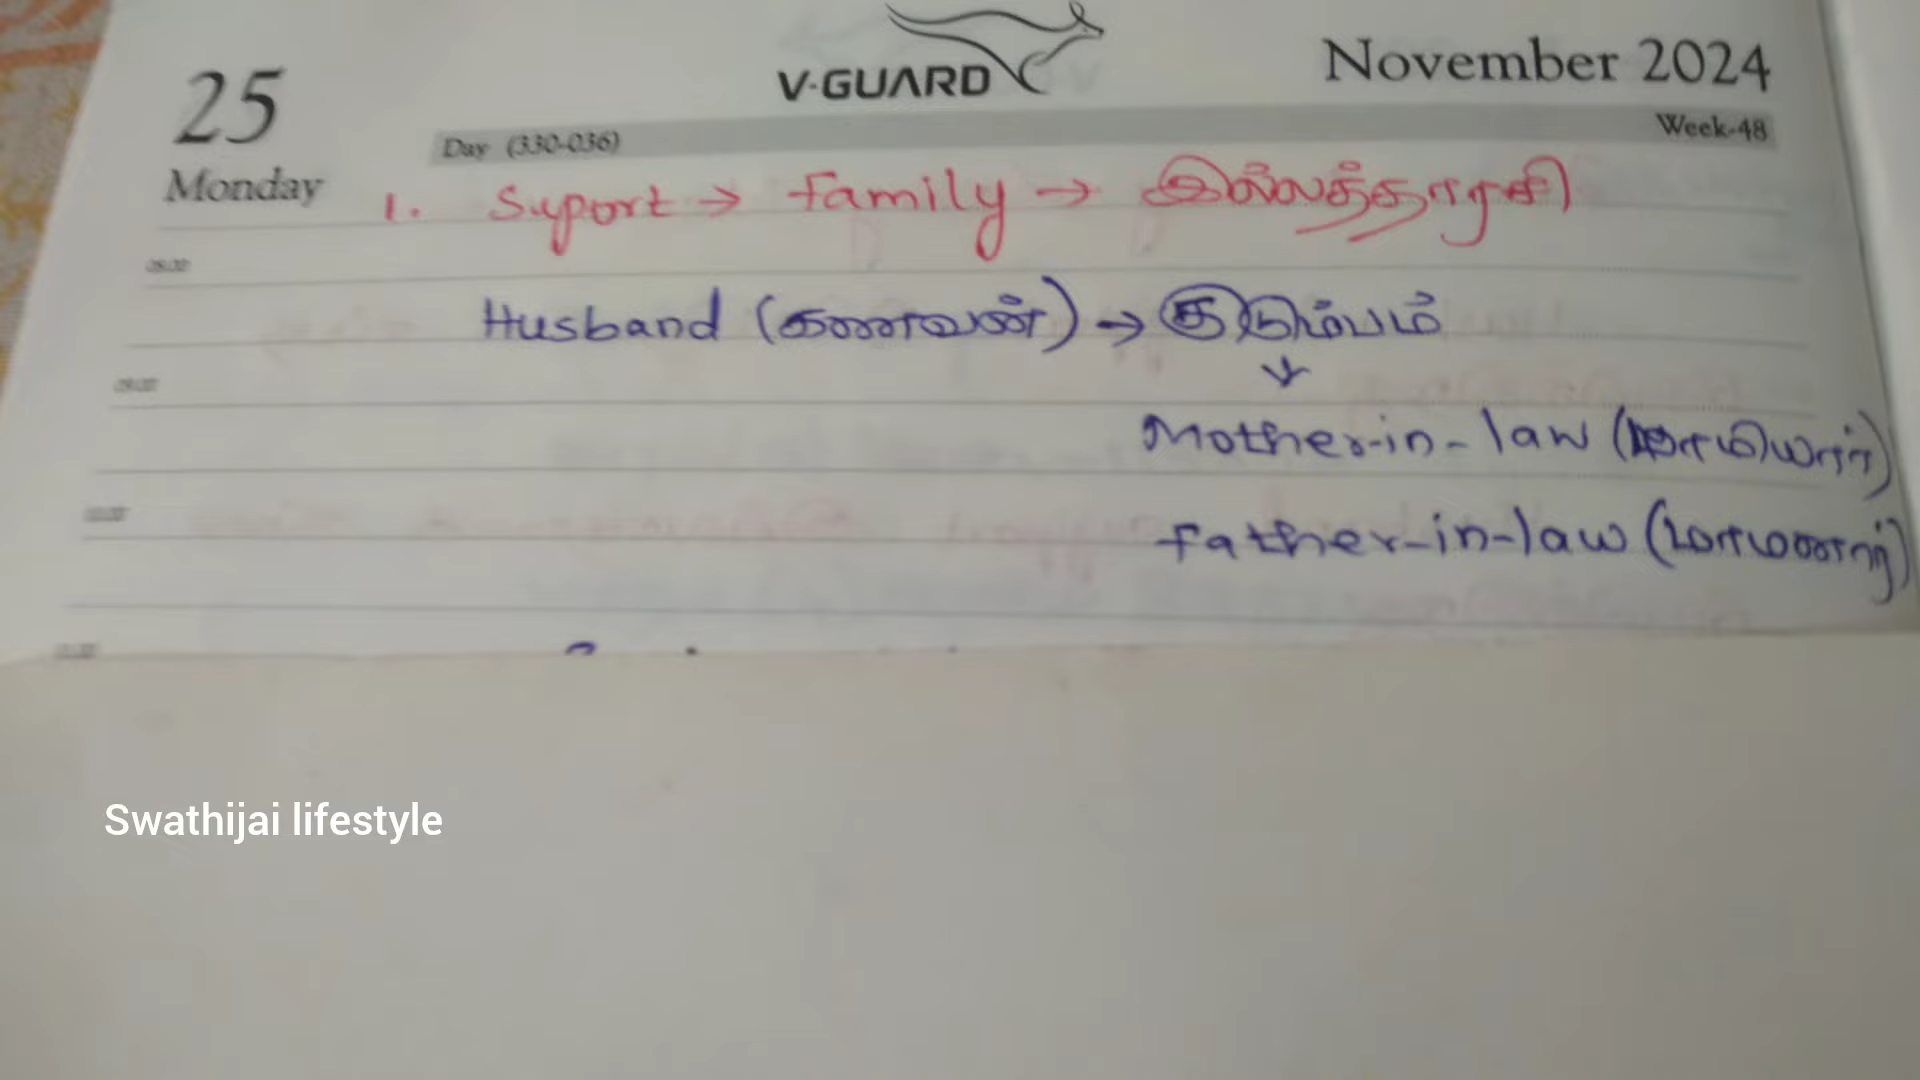 25
V-GUARD
November 2024
Day (330-036)
Week-48
Monday
1. Suport → Family → இல்லத்தரசி
Husband (கணவன்) → குடும்பம்
Mother-in-law (மாமியார்)
Father-in-law (மாமனார்)
Swathijai lifestyle